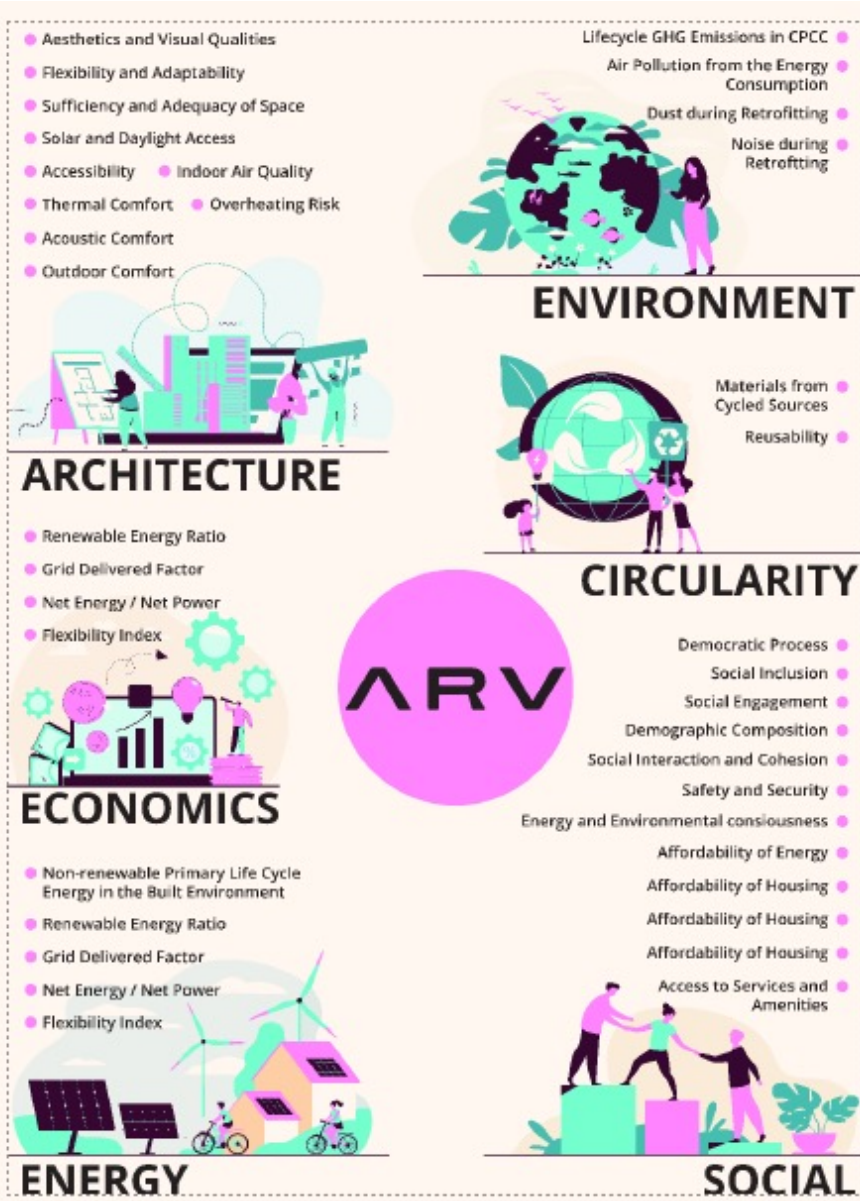 Aesthetics and Visual Qualities
Flexibility and Adaptability
Sufficiency and Adequacy of Space
Solar and Daylight Access
Accessibility Indoor Air Quality
Thermal Comfort Overheating Risk
Acoustic Comfort
Outdoor Comfort
ARCHITECTURE
Lifecycle GHG Emissions in CPCC
Air Pollution from the Energy
Consumption
Dust during Retrofitting
Noise during
Retroftting
ENVIRONMENT
Materials from
Cycled Sources
Reusability
CIRCULARITY
Renewable Energy Ratio
Grid Delivered Factor
Net Energy / Net Power
Flexibility Index
%
ECONOMICS
ARV
Democratic Process
Social Inclusion
Social Engagement
Demographic Composition
Social Interaction and Cohesion
Safety and Security
Energy and Environmental consiousness
Affordability of Energy
Affordability of Housing
Affordability of Housing
Affordability of Housing
Access to Services and
Amenities
SOCIAL
Non-renewable Primary Life Cycle
Energy in the Built Environment
Renewable Energy Ratio
Grid Delivered Factor
Net Energy / Net Power
Flexibility Index
ENERGY